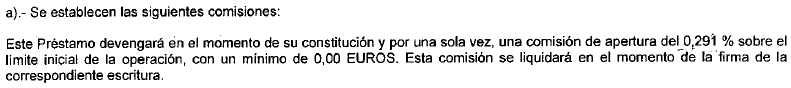 a).- Se establecen las siguientes comisiones:
Este Préstamo devengará en el momento de su constitución y por una sola vez, una comisión de apertura del 0,291 % sobre el
límite inicial de la operación, con un mínimo de 0,00 EUROS. Esta comisión se liquidará en el momento de la firma de la
correspondiente escritura.